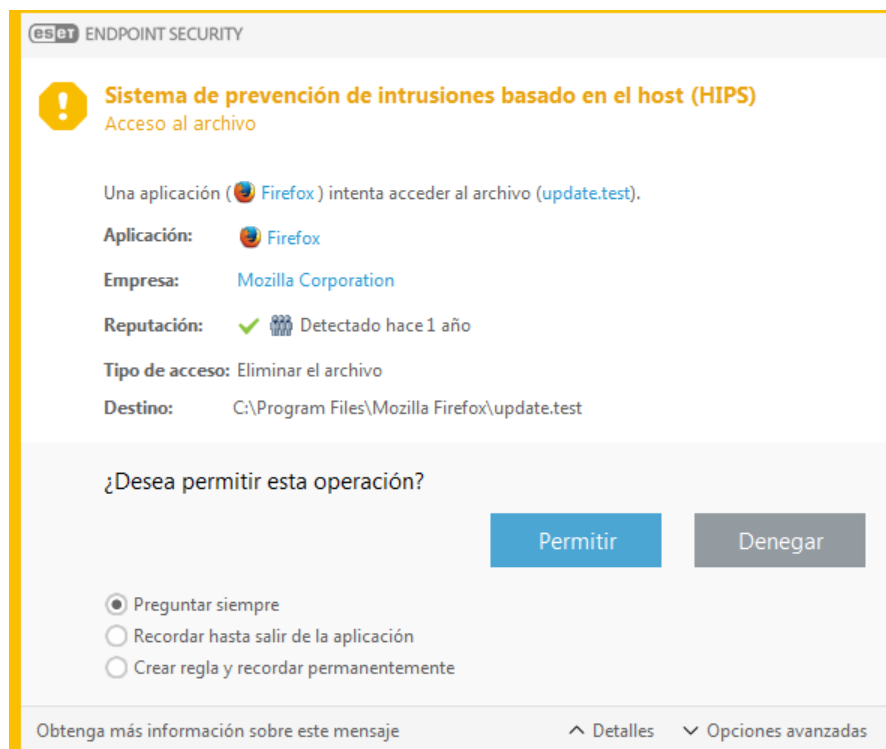 eset ENDPOINT SECURITY
Sistema de prevención de intrusiones basado en el host (HIPS)
Acceso al archivo
Una aplicación ( Firefox ) intenta acceder al archivo (update.test).
Aplicación: Firefox
Empresa: Mozilla Corporation
Reputación: Detectado hace 1 año
Tipo de acceso: Eliminar el archivo
Destino: C:\Program Files\Mozilla Firefox\update.test
¿Desea permitir esta operación?
Permitir Denegar
Preguntar siempre
Recordar hasta salir de la aplicación
Crear regla y recordar permanentemente
Obtenga más información sobre este mensaje Detalles Opciones avanzadas